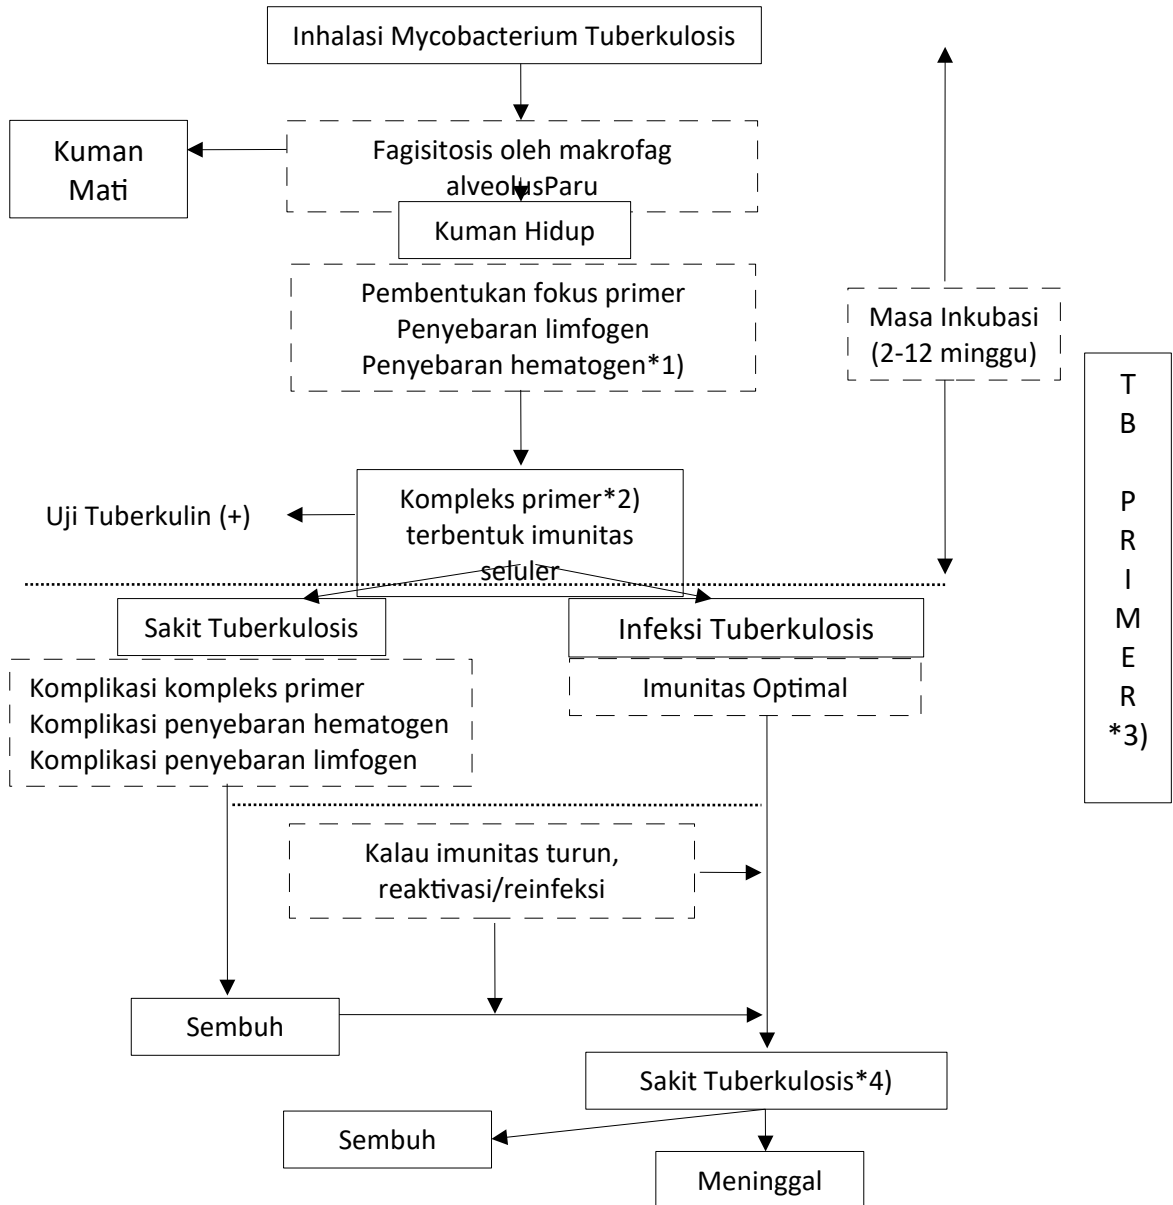 Inhalasi Mycobacterium Tuberkulosis
Kuman
Mati
Fagisitosis oleh makrofag
alveolusParu
Kuman Hidup
Pembentukan fokus primer
Penyebaran limfogen
Penyebaran hematogen*1)
Masa Inkubasi
(2-12 minggu)
T
B
P
R
I
M
E
R
*3)
Kompleks primer*2)
terbentuk imunitas
seluler
Uji Tuberkulin (+)
Sakit Tuberkulosis
Infeksi Tuberkulosis
Komplikasi kompleks primer
Komplikasi penyebaran hematogen
Komplikasi penyebaran limfogen
Imunitas Optimal
Kalau imunitas turun,
reaktivasi/reinfeksi
Sembuh
Sakit Tuberkulosis*4)
Sembuh
Meninggal